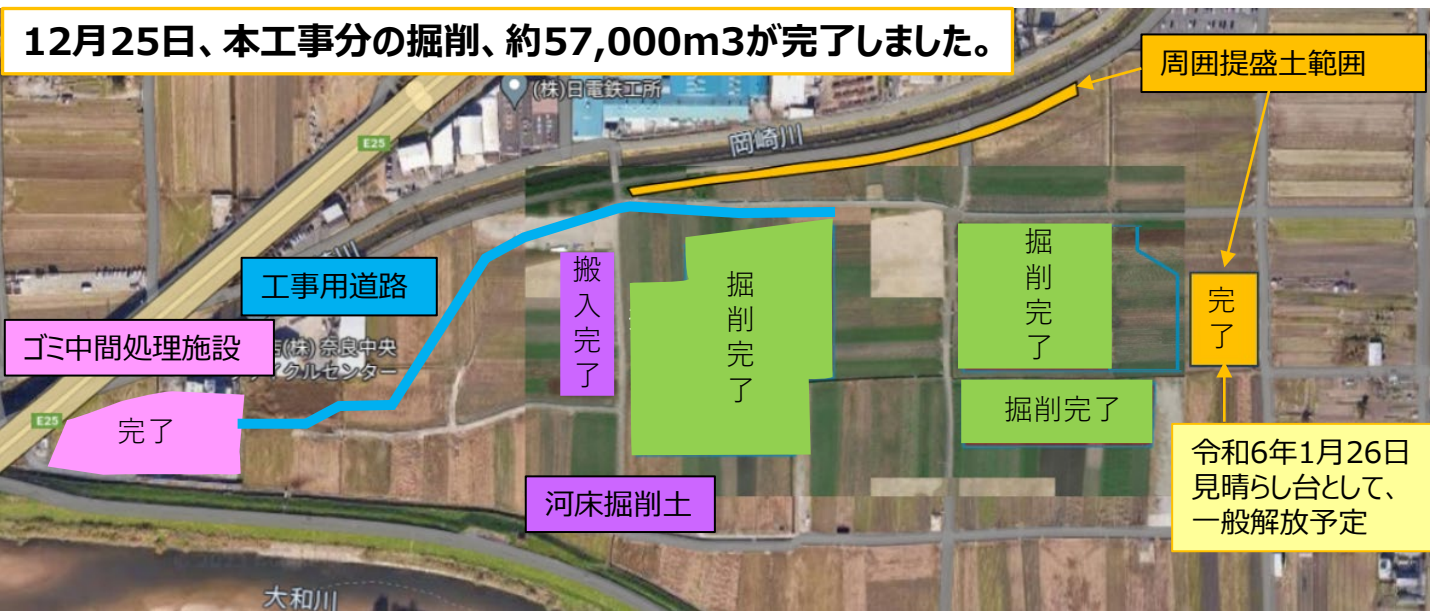 12月25日、本工事分の掘削、約57,000m3が完了しました。
周囲提盛土範囲
(株)日電鉄工所
E25
岡崎川
川
工事用道路
搬入完了
掘削完了
掘削完了
完了
ゴミ中間処理施設
店(株)奈良中央
サイクルセンター
E25
完了
掘削完了
河床掘削土
令和6年1月26日
見晴らし台として、
一般解放予定
大和川